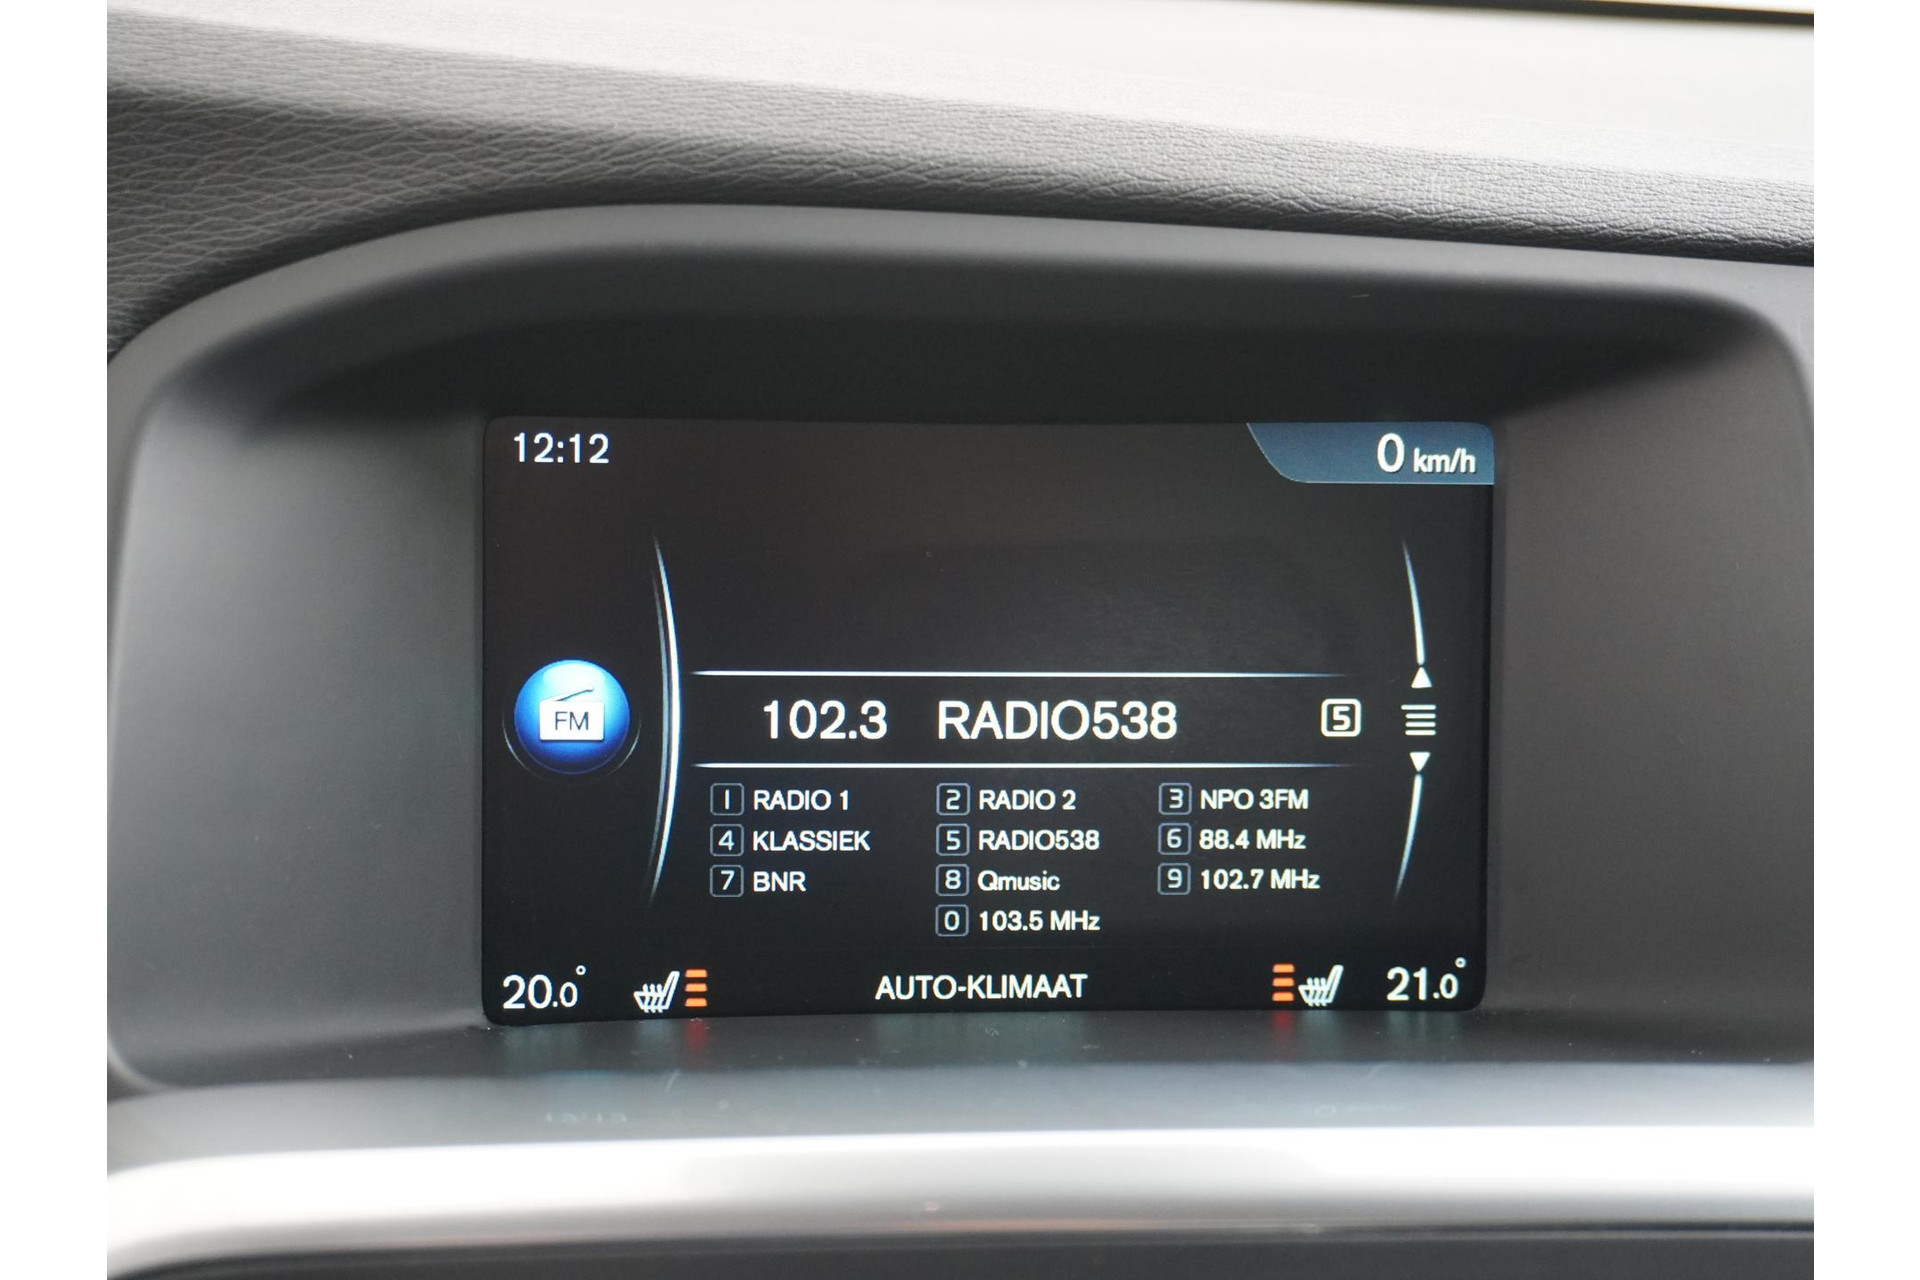 12:12 0 km/h
FM 102.3 RADIO538 5
1 RADIO 1 2 RADIO 2 3 NPO 3FM
4 KLASSIEK 5 RADIO538 6 88.4 MHz
7 BNR 8 Qmusic 9 102.7 MHz
0 103.5 MHz
20.0° AUTO-KLIMAAT 21.0°